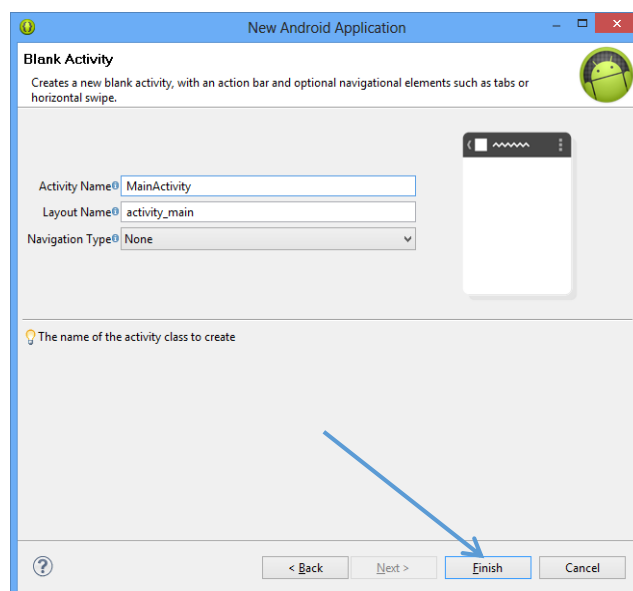 New Android Application
Blank Activity
Creates a new blank activity, with an action bar and optional navigational elements such as tabs or
horizontal swipe.
Activity Name MainActivity
Layout Name activity_main
Navigation Type None
The name of the activity class to create
< Back Next > Finish Cancel